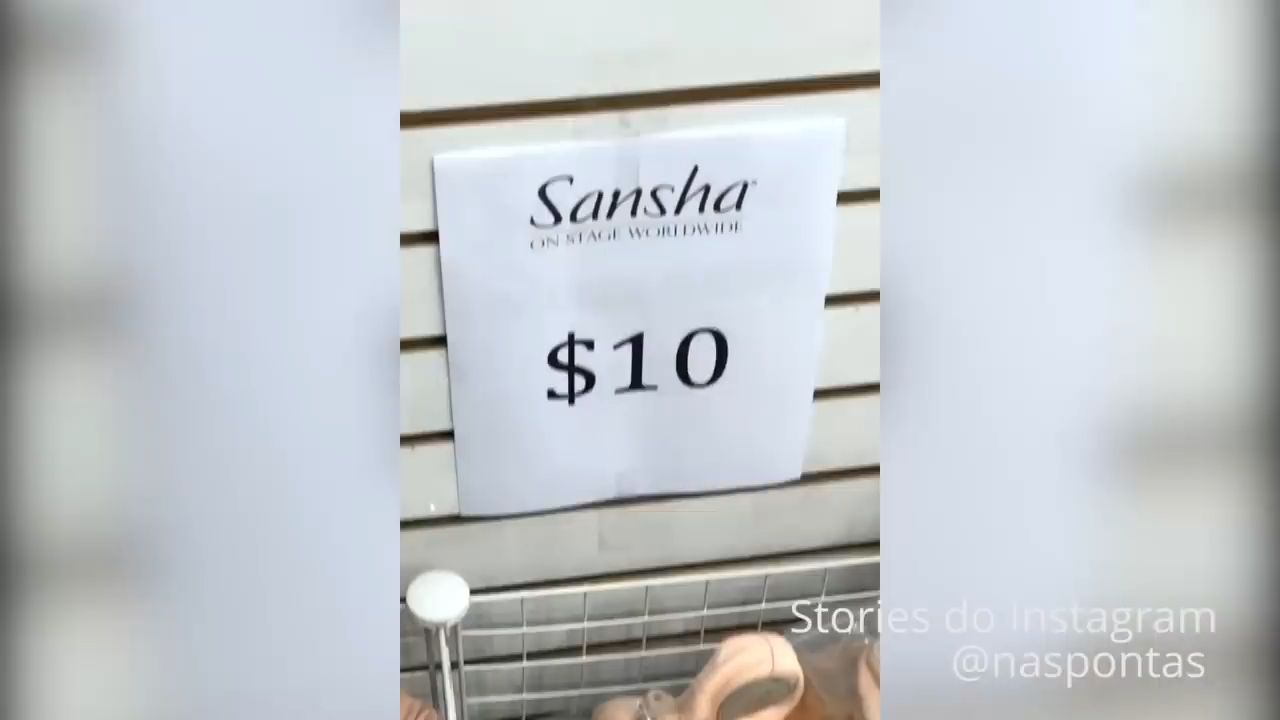 Sansha
ON STAGE WORLDWIDE
$10
Stories do Instagram
@naspontas